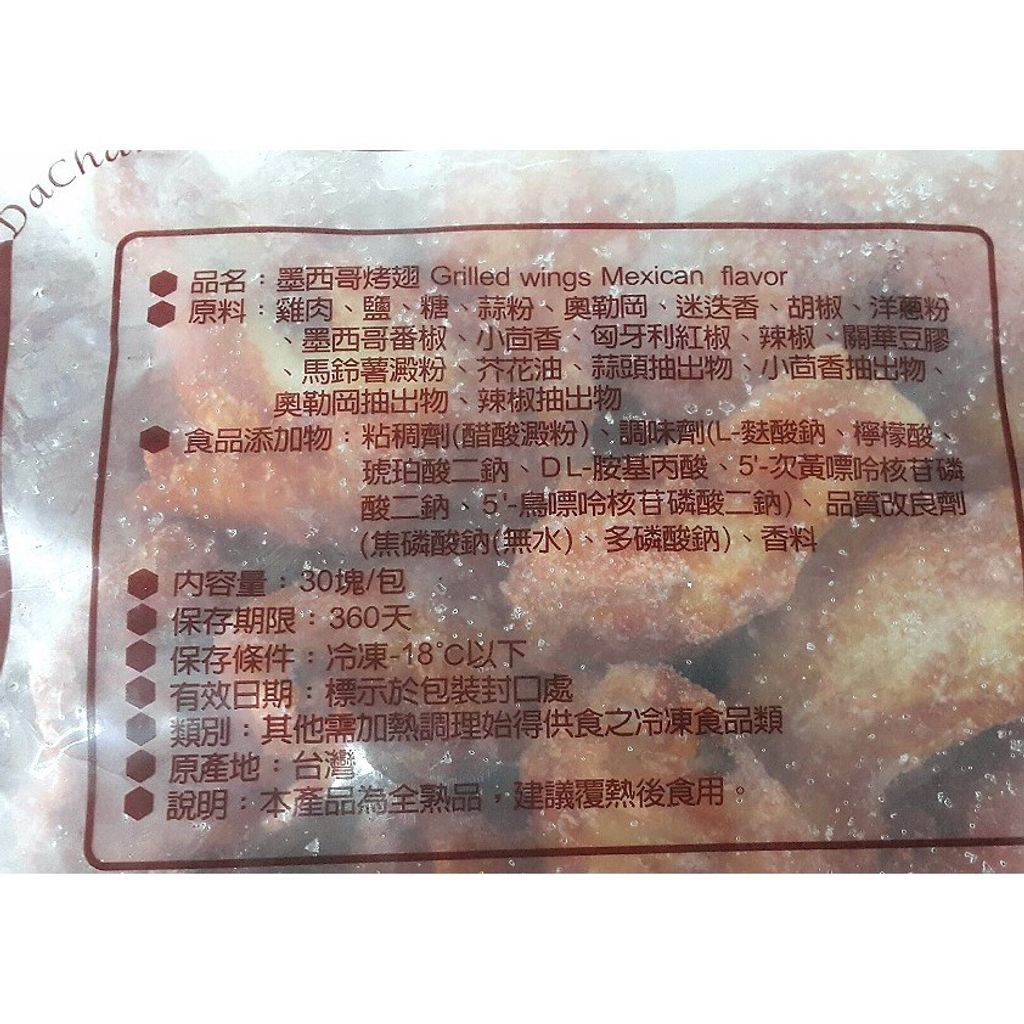 DaCha
品名：墨西哥烤翅 Grilled wings Mexican flavor
原料：雞肉、鹽、糖、蒜粉、奧勒岡、迷迭香、胡椒、洋蔥粉
、墨西哥番椒、小茴香、匈牙利紅椒、辣椒、關華豆膠
、馬鈴薯澱粉、芥花油、蒜頭抽出物、小茴香抽出物、
奧勒岡抽出物、辣椒抽出物
食品添加物：粘稠劑(醋酸澱粉)、調味劑(L-麩酸鈉、檸檬酸、
琥珀酸二鈉、DL-胺基丙酸、5'-次黃嘌呤核苷磷
酸二鈉、5'-鳥嘌呤核苷磷酸二鈉)、品質改良劑
(焦磷酸鈉(無水)、多磷酸鈉)、香料
內容量：30塊/包
保存期限：360天
保存條件：冷凍-18°C以下
有效日期：標示於包裝封口處
類別：其他需加熱調理始得供食之冷凍食品類
原產地：台灣
說明：本產品為全熟品，建議覆熱後食用。